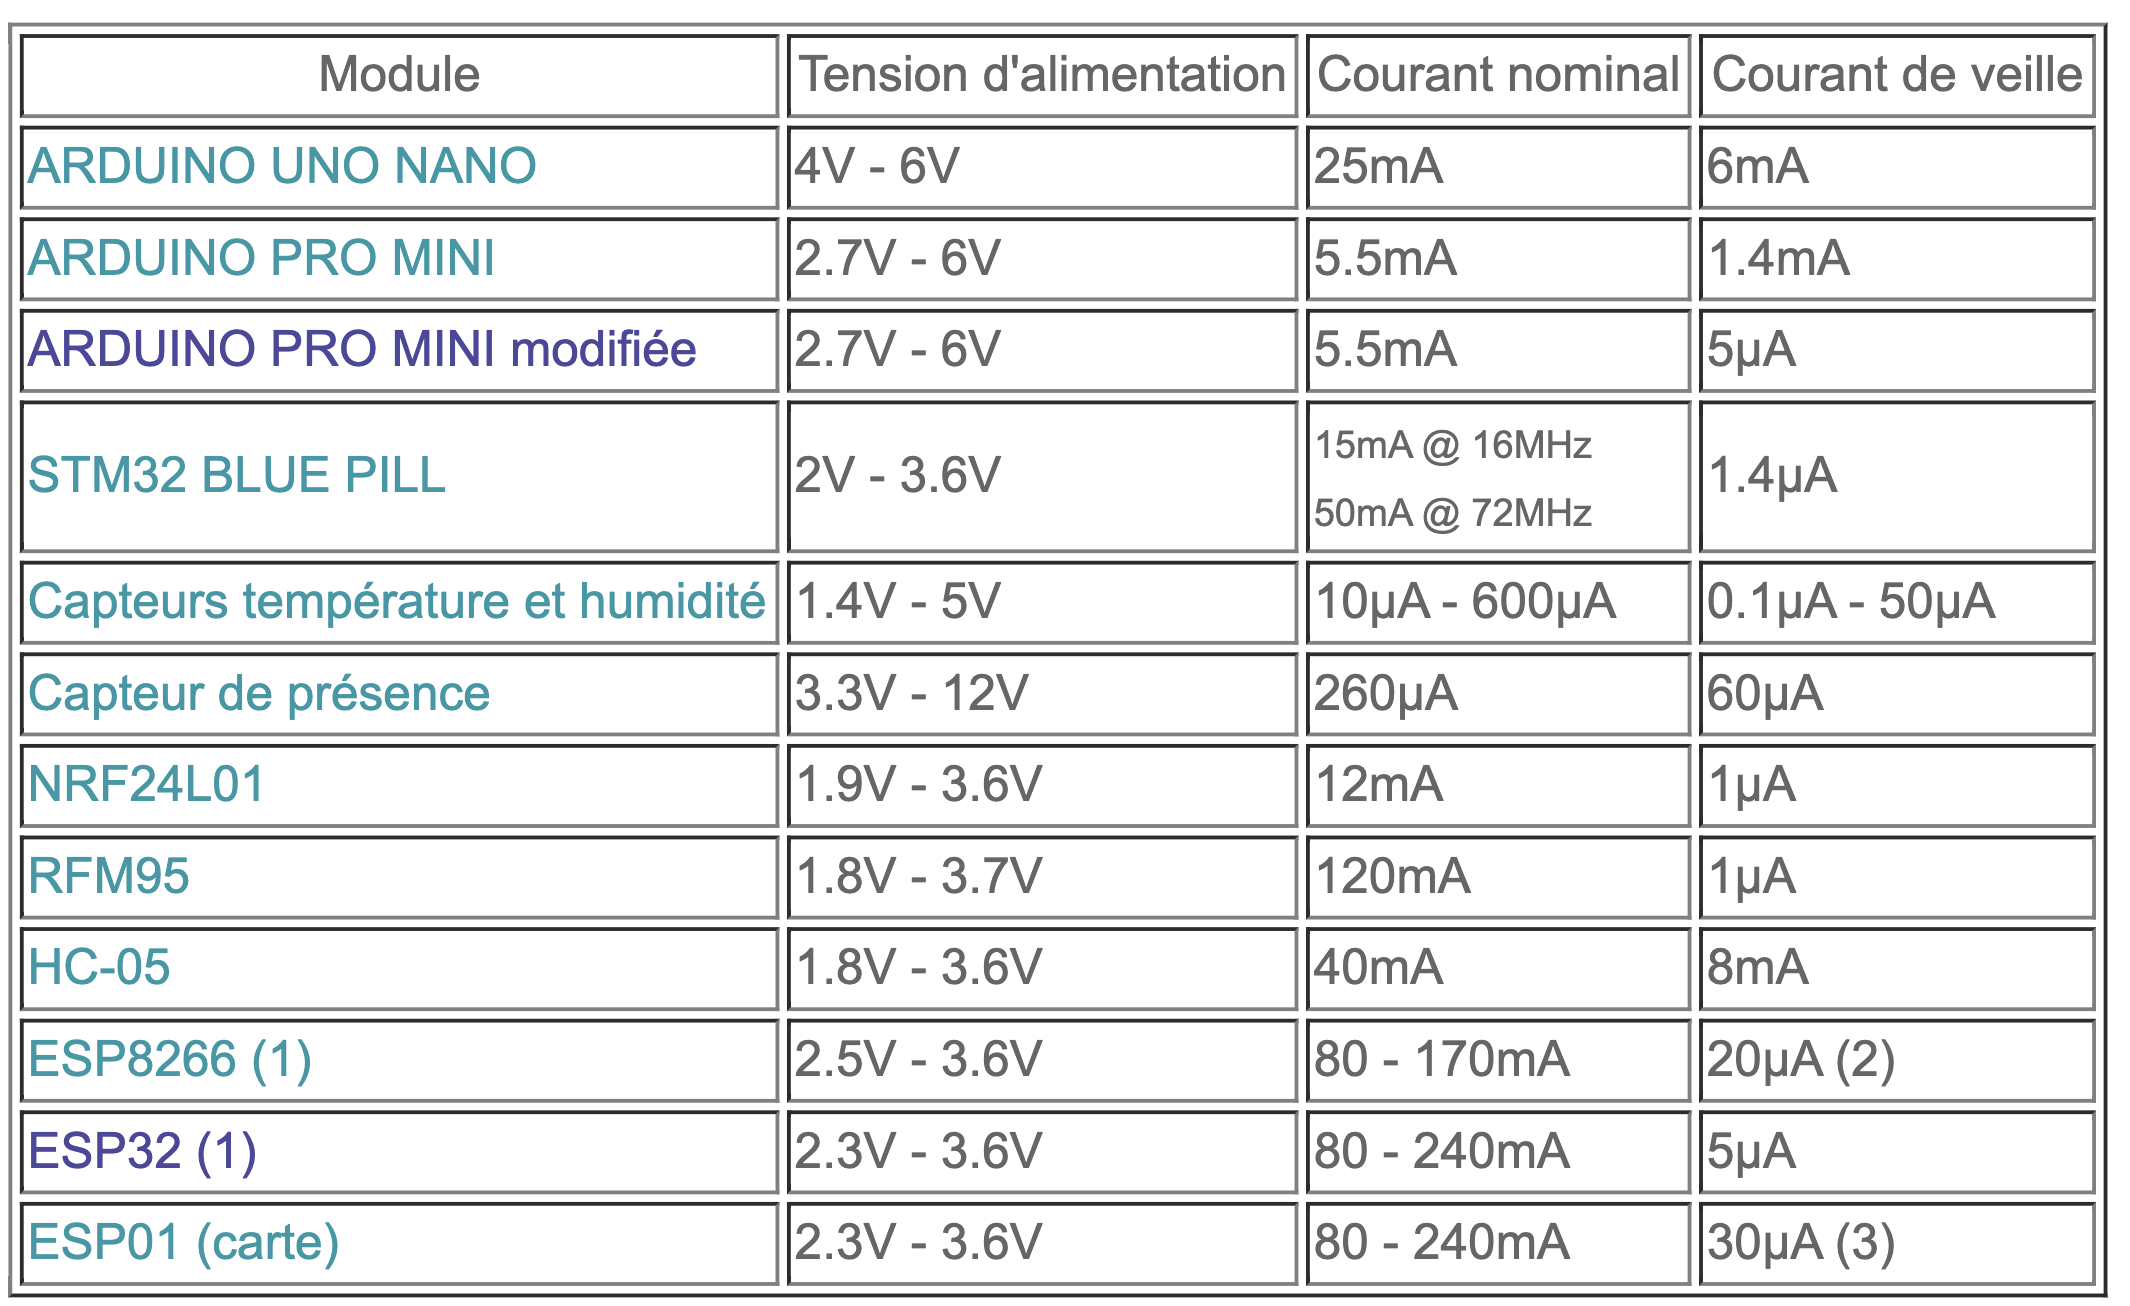 Module Tension d'alimentation Courant nominal Courant de veille
ARDUINO UNO NANO 4V - 6V 25mA 6mA
ARDUINO PRO MINI 2.7V - 6V 5.5mA 1.4mA
ARDUINO PRO MINI modifiée 2.7V - 6V 5.5mA 5µA
STM32 BLUE PILL 2V - 3.6V 15mA @ 16MHz 1.4µA
50mA @ 72MHz
Capteurs température et humidité 1.4V - 5V 10µA - 600µA 0.1µA - 50µA
Capteur de présence 3.3V - 12V 260µA 60µA
NRF24L01 1.9V - 3.6V 12mA 1µA
RFM95 1.8V - 3.7V 120mA 1µA
HC-05 1.8V - 3.6V 40mA 8mA
ESP8266 (1) 2.5V - 3.6V 80 - 170mA 20µA (2)
ESP32 (1) 2.3V - 3.6V 80 - 240mA 5µA
ESP01 (carte) 2.3V - 3.6V 80 - 240mA 30µA (3)